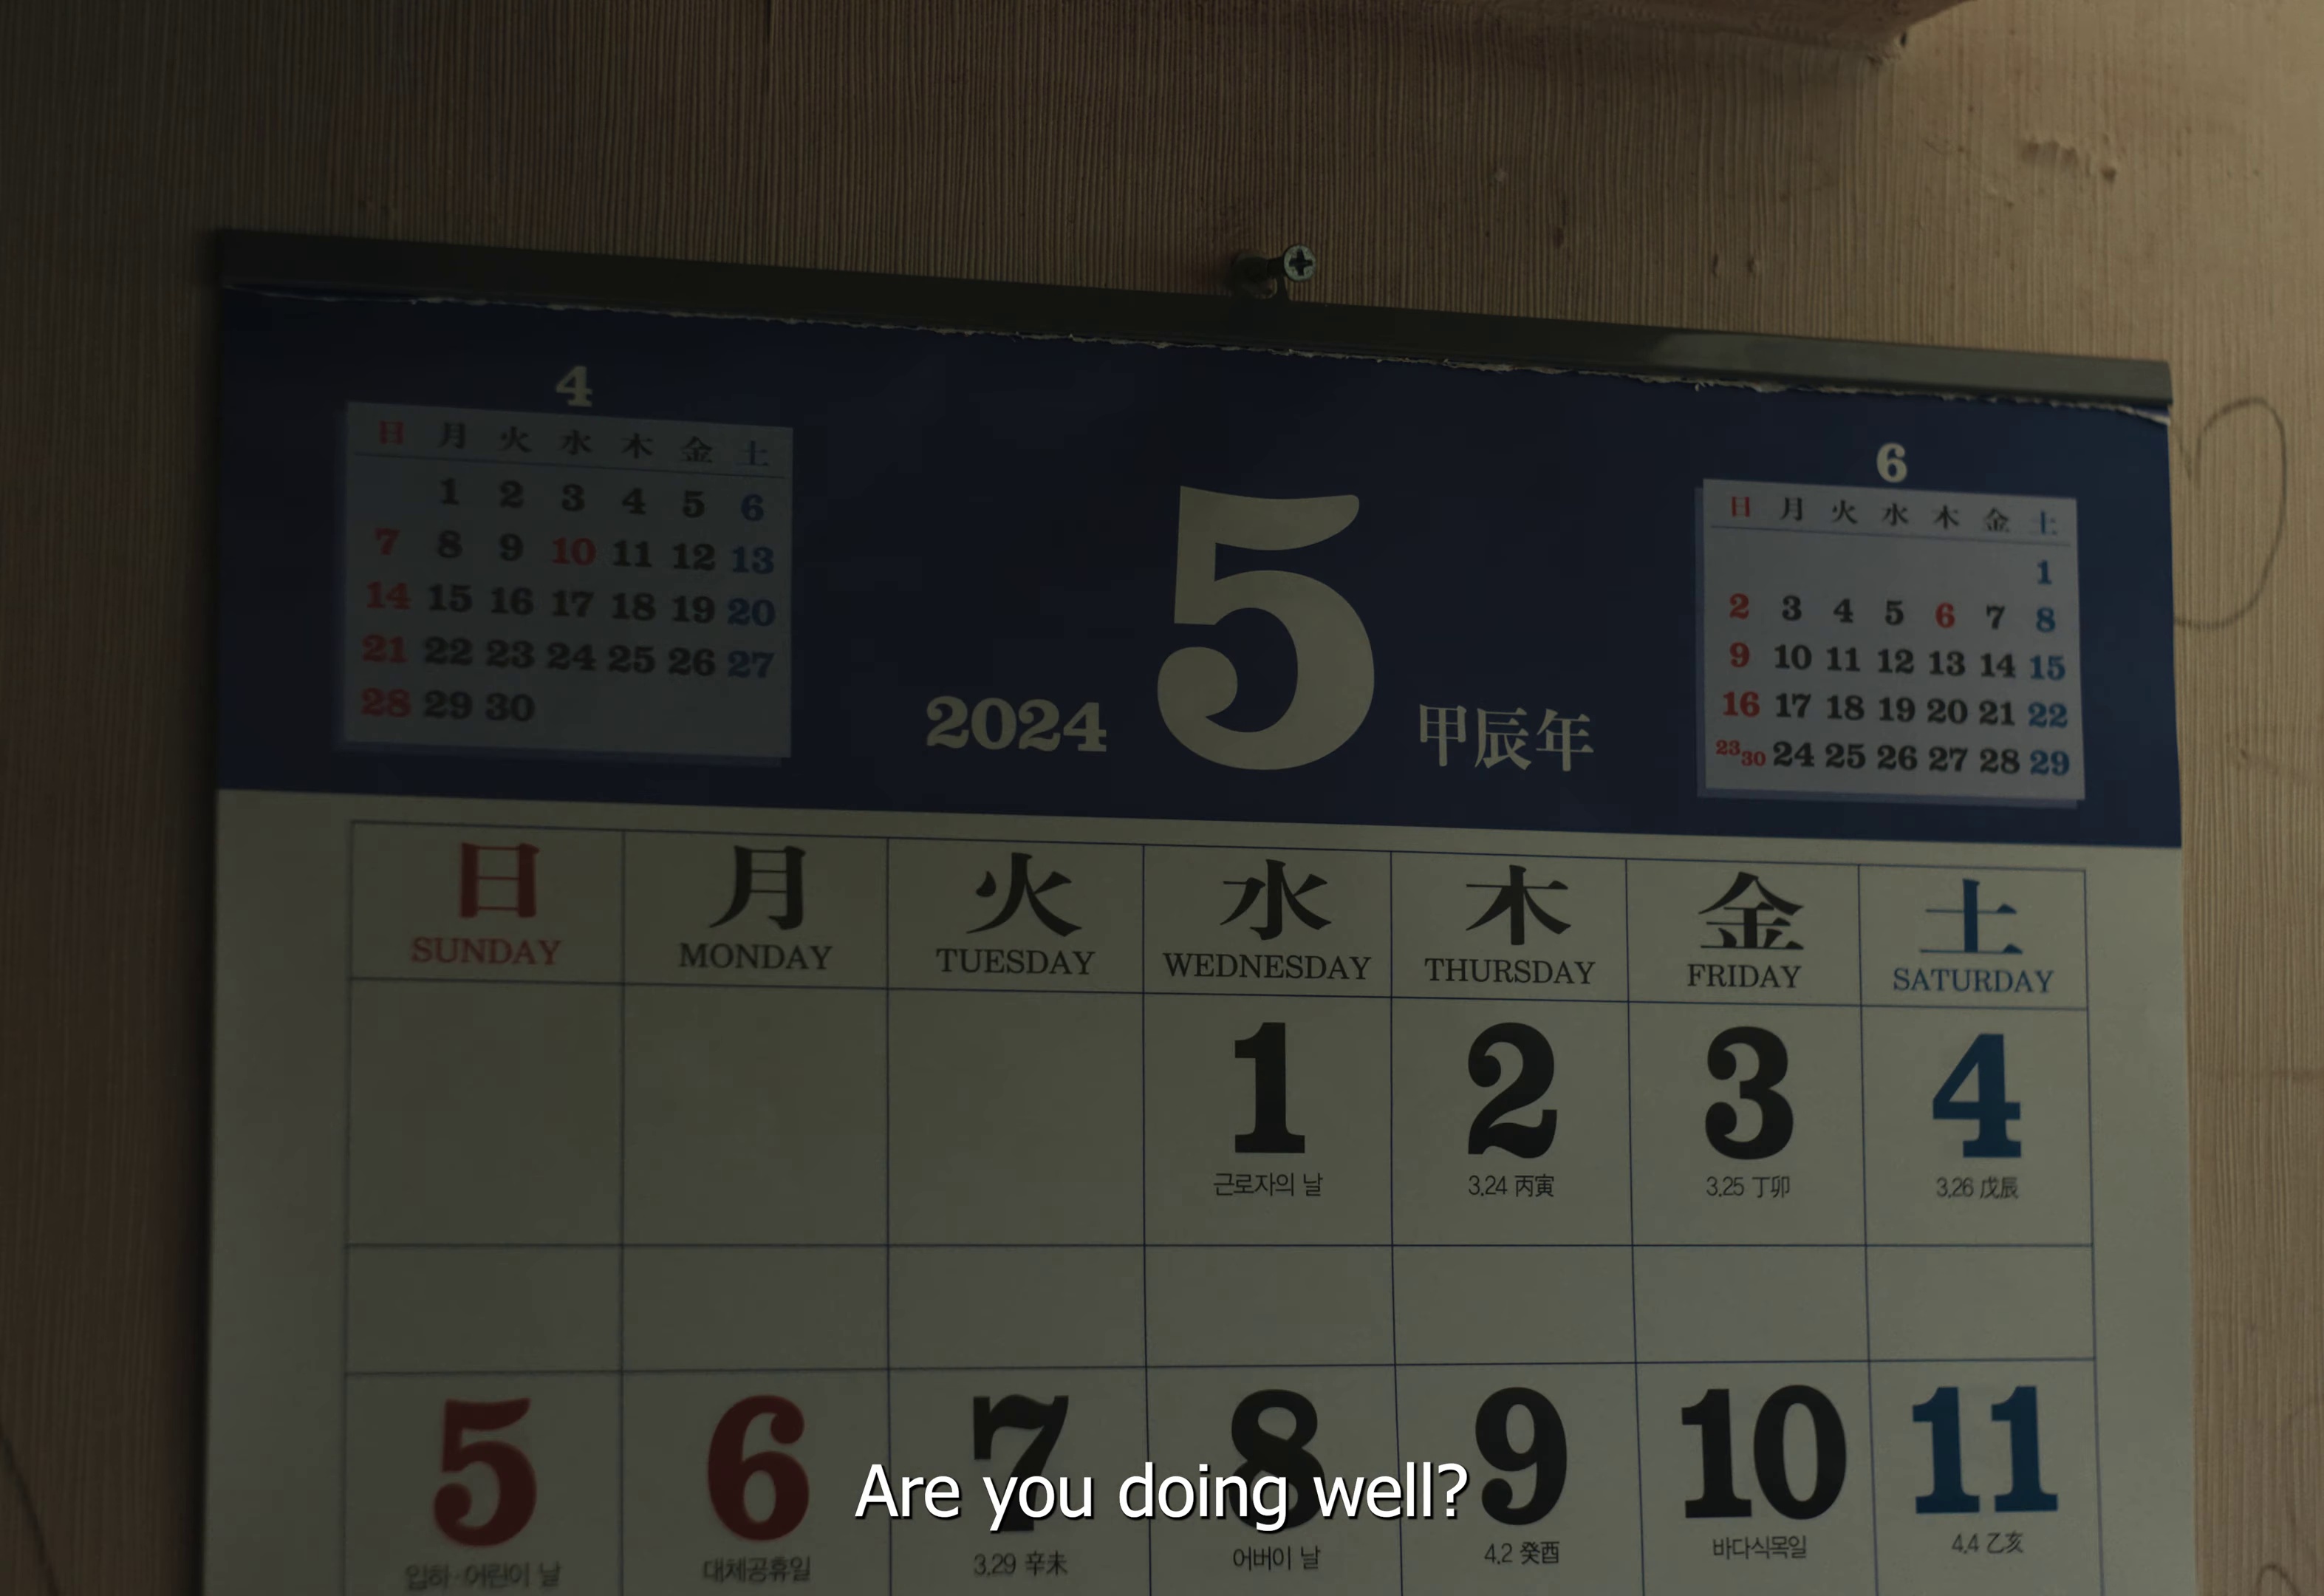 4
日 月 火 水 木 金 土
1 2 3 4 5 6
7 8 9 10 11 12 13
14 15 16 17 18 19 20
21 22 23 24 25 26 27
28 29 30
2024 5 甲辰年
6
日 月 火 水 木 金 土
1
2 3 4 5 6 7 8
9 10 11 12 13 14 15
16 17 18 19 20 21 22
23 30 24 25 26 27 28 29
日 月 火 水 木 金 土
SUNDAY MONDAY TUESDAY WEDNESDAY THURSDAY FRIDAY SATURDAY
1 2 3 4
근로자의 날 3.24 丙寅 3.25 丁卯 3.26 戊辰
5 6 7 8 9 10 11
입하·어린이 날 대체공휴일 3.29 辛未 어버이 날 4.2 癸酉 바다식목일 4.4 乙亥
Are you doing well?